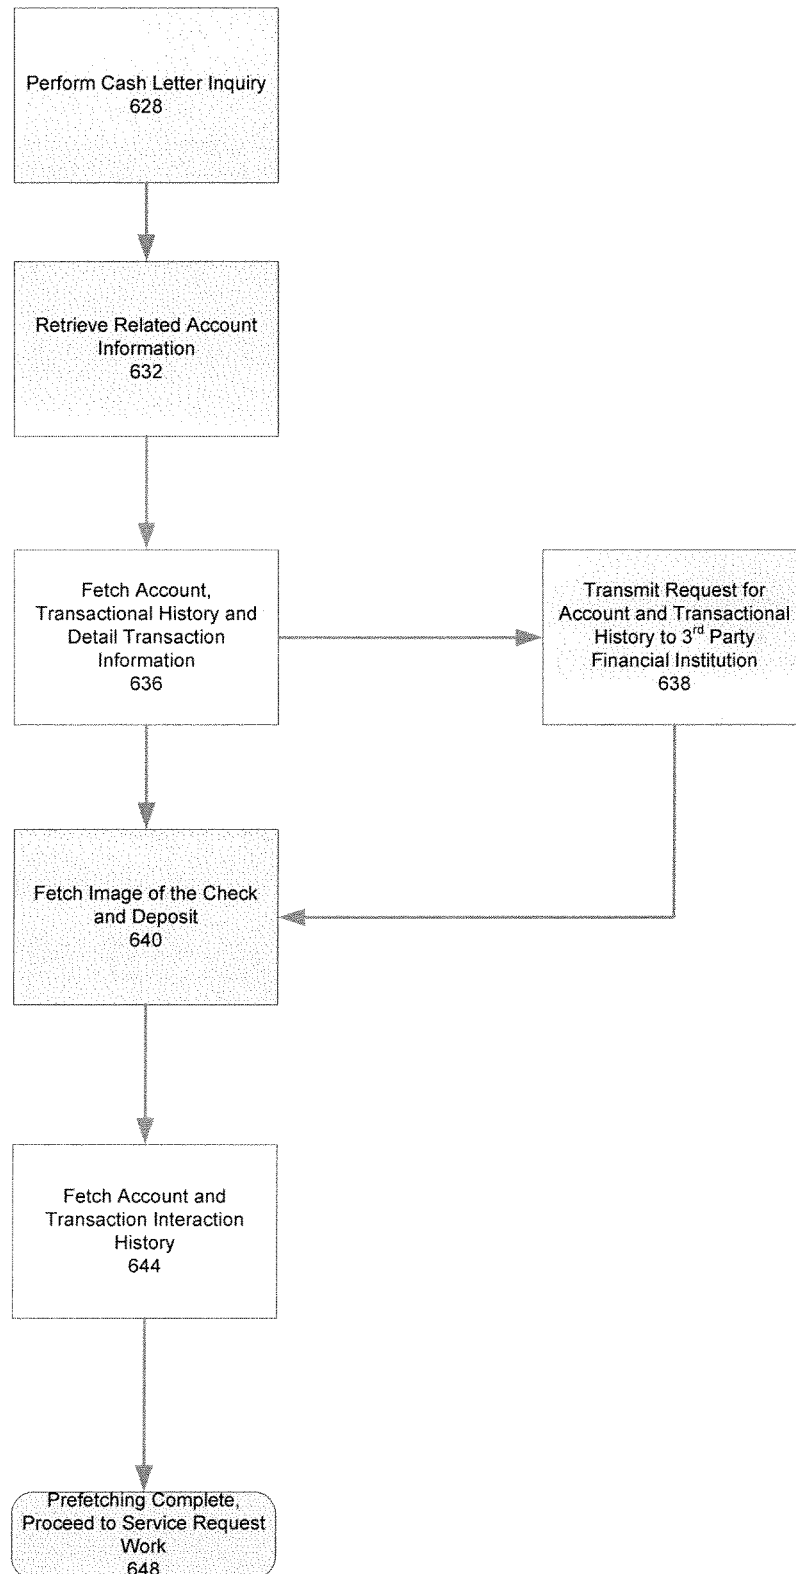 Perform Cash Letter Inquiry
628
Retrieve Related Account
Information
632
Fetch Account,
Transactional History and
Detail Transaction
Information
636
Transmit Request for
Account and Transactional
History to 3rd Party
Financial Institution
638
Fetch Image of the Check
and Deposit
640
Fetch Account and
Transaction Interaction
History
644
Prefetching Complete,
Proceed to Service Request
Work
648